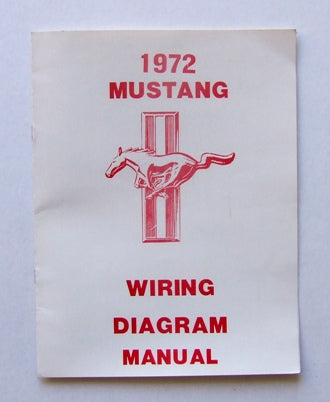 1972
MUSTANG
WIRING
DIAGRAM
MANUAL